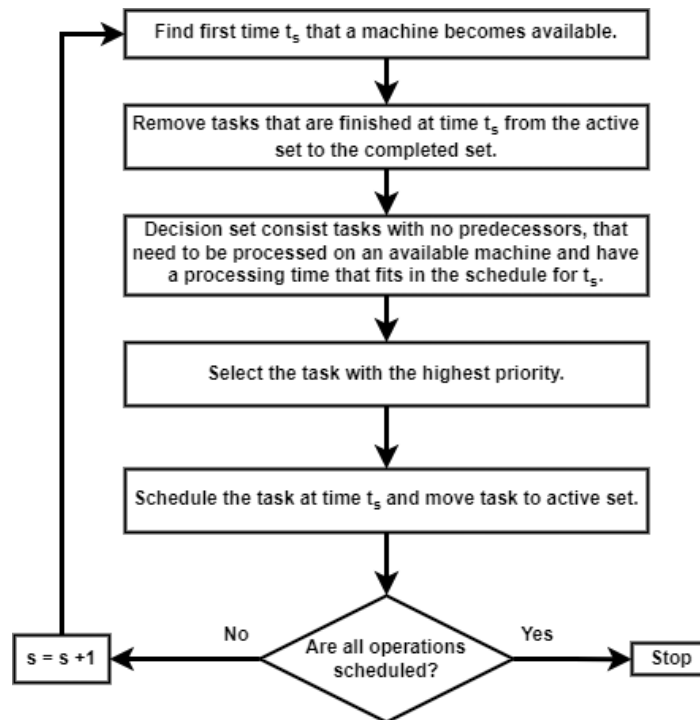 Find first time tₛ that a machine becomes available.
Remove tasks that are finished at time tₛ from the active
set to the completed set.
Decision set consist tasks with no predecessors, that
need to be processed on an available machine and have
a processing time that fits in the schedule for tₛ.
Select the task with the highest priority.
Schedule the task at time tₛ and move task to active set.
No
Are all operations
scheduled?
Yes
s = s +1
Stop